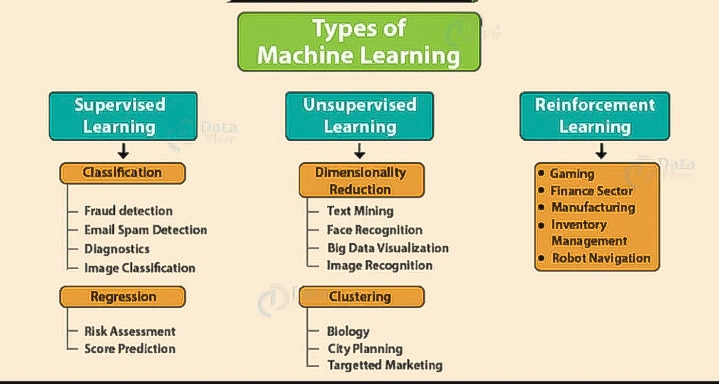 Types of
Machine Learning
Supervised
Learning
Classification
Fraud detection
Email Spam Detection
Diagnostics
Image Classification
Regression
Risk Assessment
Score Prediction
Unsupervised
Learning
Dimensionality
Reduction
Text Mining
Face Recognition
Big Data Visualization
Image Recognition
Clustering
Biology
City Planning
Targetted Marketing
Reinforcement
Learning
• Gaming
• Finance Sector
• Manufacturing
• Inventory
Management
• Robot Navigation
Data
Data